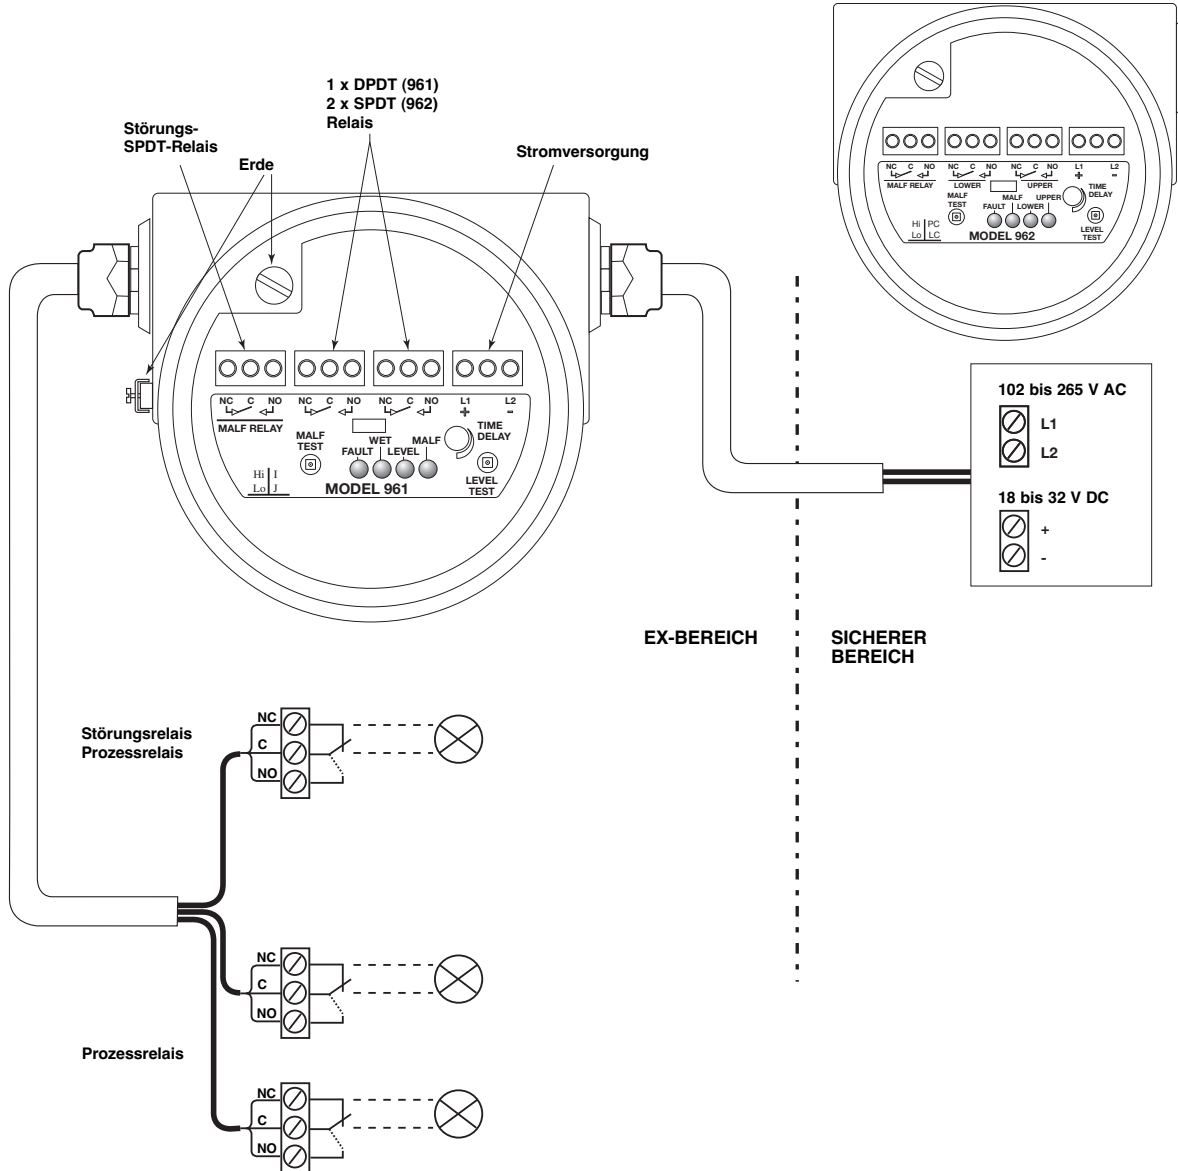 1 x DPDT (961)
2 x SPDT (962)
Relais
Störungs-
SPDT-Relais
Erde
Stromversorgung
NC C NO NC C NO NC C NO L1 L2
+ -
MALF RELAY
MALF
TEST
WET MALF
FAULT LEVEL
TIME
DELAY
LEVEL
TEST
Hi I
Lo J
MODEL 961
NC C NO NC C NO NC C NO L1 L2
+ -
MALF RELAY LOWER UPPER
MALF
TEST
MALF UPPER
FAULT LOWER
TIME
DELAY
LEVEL
TEST
Hi PC
Lo LC
MODEL 962
102 bis 265 V AC
L1
L2
18 bis 32 V DC
+
-
EX-BEREICH
SICHERER
BEREICH
Störungsrelais
Prozessrelais
NC
C
NO
NC
C
NO
Prozessrelais
NC
C
NO